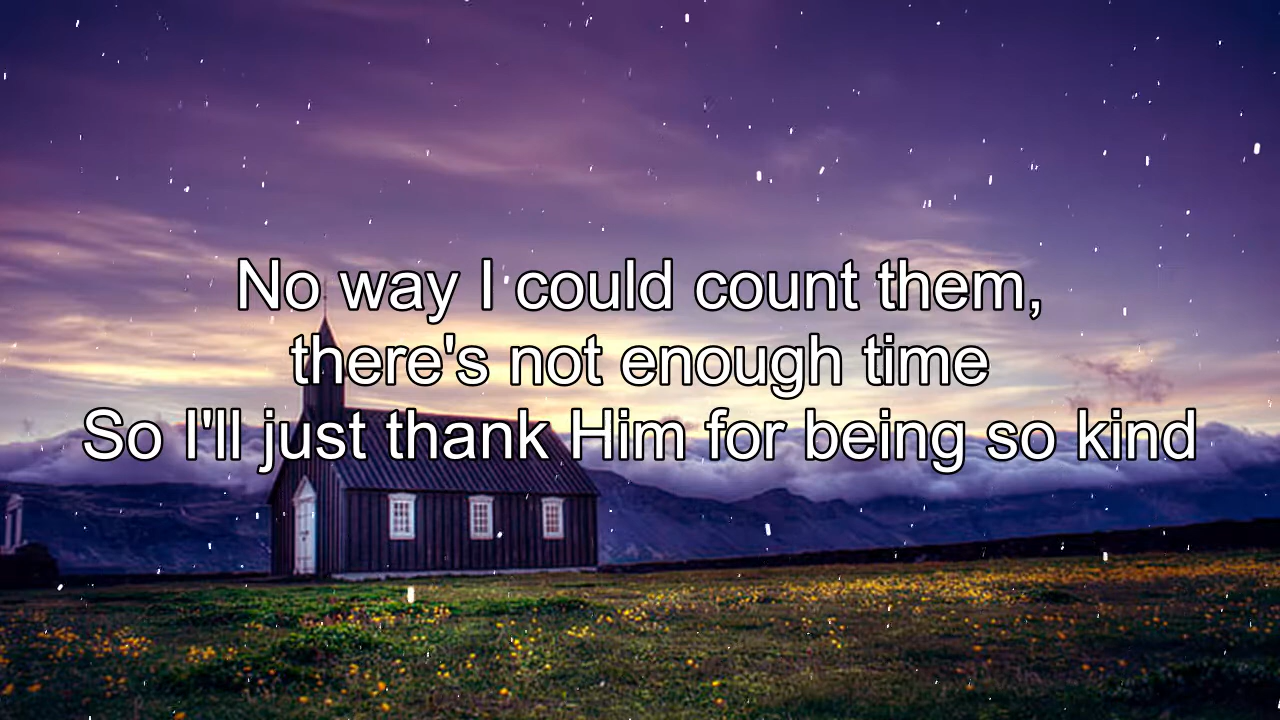 No way I could count them,
there's not enough time
So I'll just thank Him for being so kind